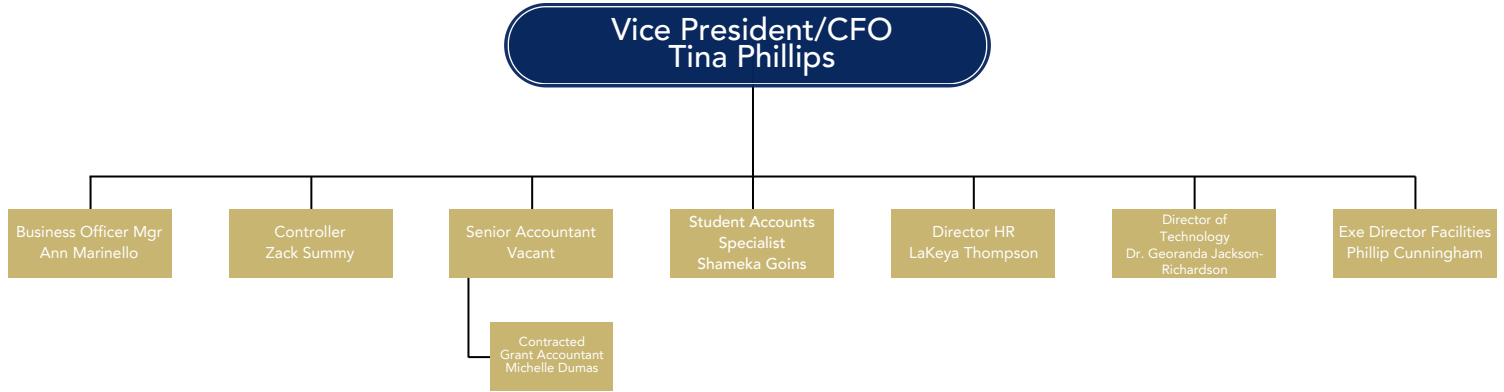 Vice President/CFO
Tina Phillips
Business Officer Mgr
Ann Marinello
Controller
Zack Summy
Senior Accountant
Vacant
Student Accounts
Specialist
Shameka Goins
Director HR
LaKeya Thompson
Director of
Technology
Dr. Georanda Jackson-
Richardson
Exe Director Facilities
Phillip Cunningham
Contracted
Grant Accountant
Michelle Dumas